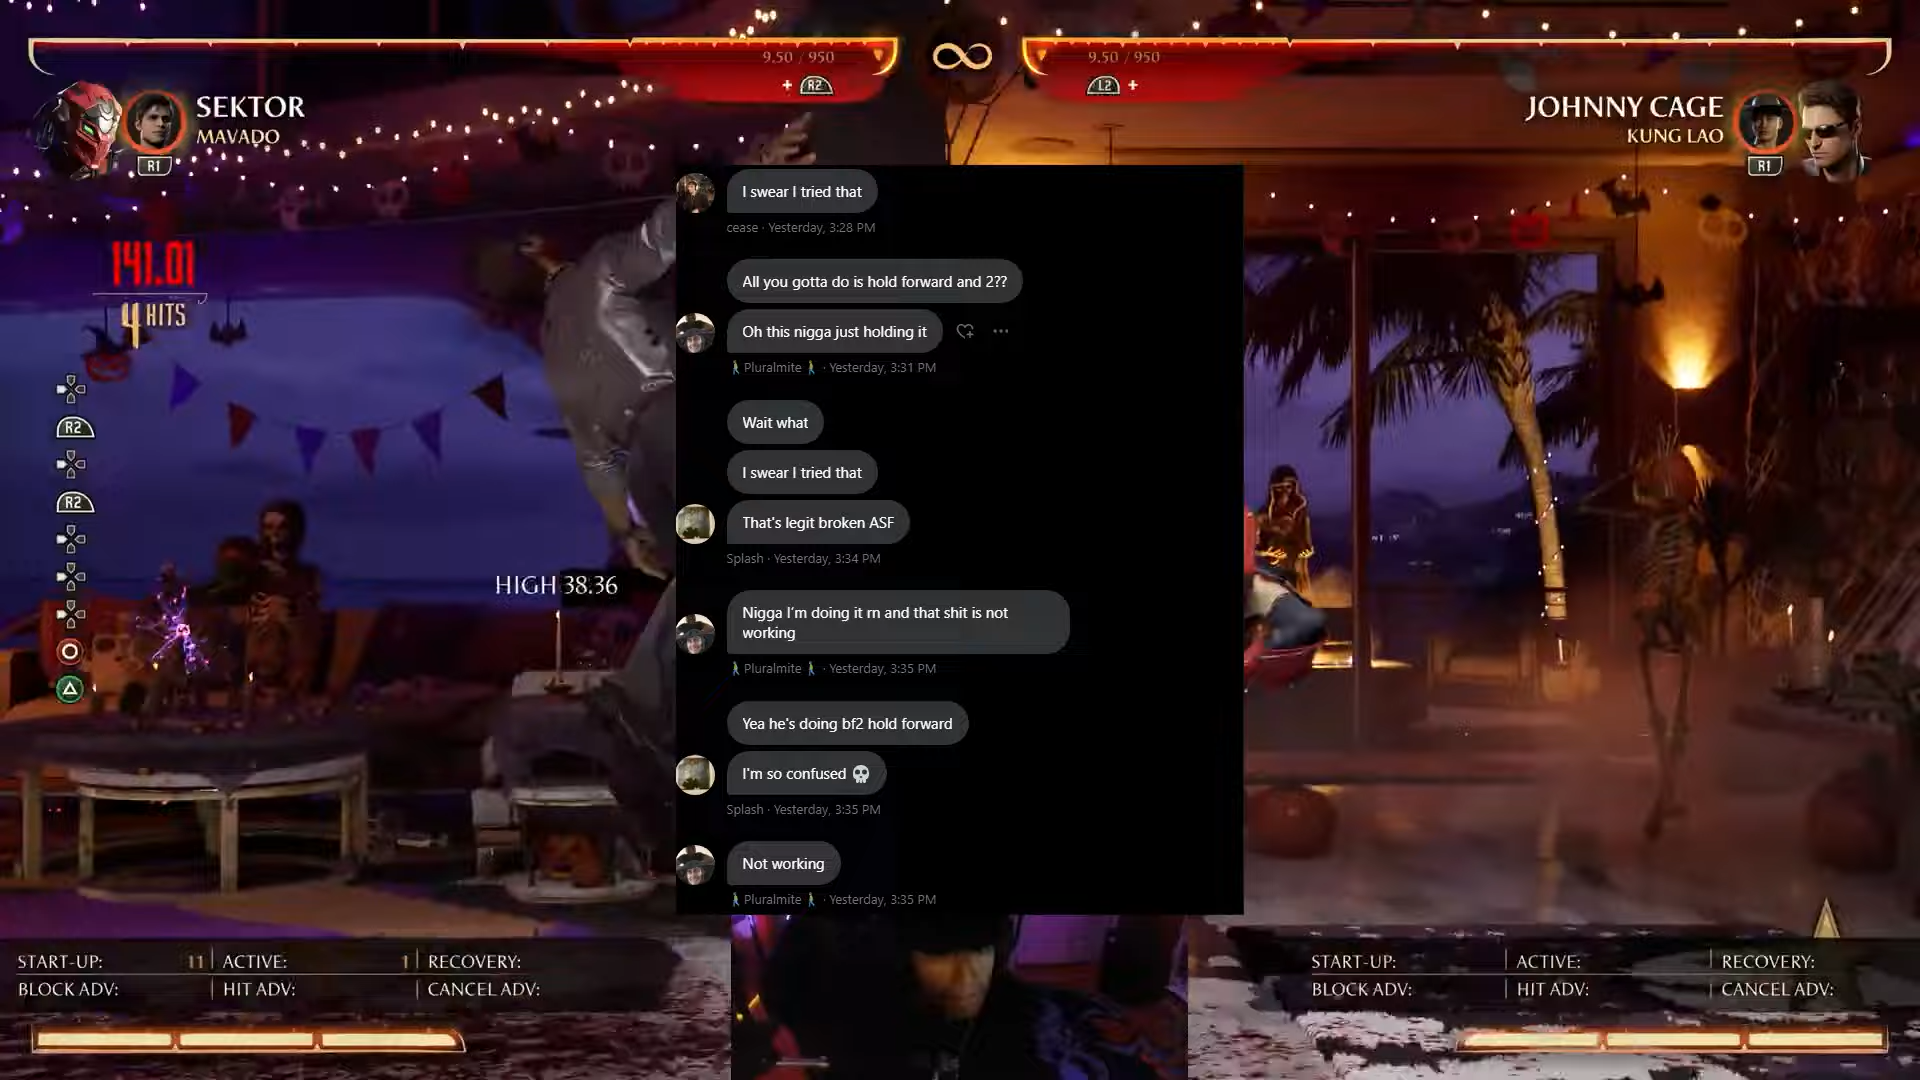 9.50 / 950
+ R2
9.50 / 950
L2 +
SEKTOR
MAVADO
R1
JOHNNY CAGE
KUNG LAO
R1
141.01
4 HITS
R2
R2
HIGH 38.36
I swear I tried that
cease · Yesterday, 3:28 PM
All you gotta do is hold forward and 2??
Oh this nigga just holding it
🚶Pluralmite🚶 · Yesterday, 3:31 PM
Wait what
I swear I tried that
That's legit broken ASF
Splash · Yesterday, 3:34 PM
Nigga I'm doing it rn and that shit is not
working
🚶Pluralmite🚶 · Yesterday, 3:35 PM
Yea he's doing bf2 hold forward
I'm so confused 💀
Splash · Yesterday, 3:35 PM
Not working
🚶Pluralmite🚶 · Yesterday, 3:35 PM
START-UP: 11 ACTIVE: 1 RECOVERY:
BLOCK ADV: HIT ADV: CANCEL ADV:
START-UP: ACTIVE: RECOVERY:
BLOCK ADV: HIT ADV: CANCEL ADV: